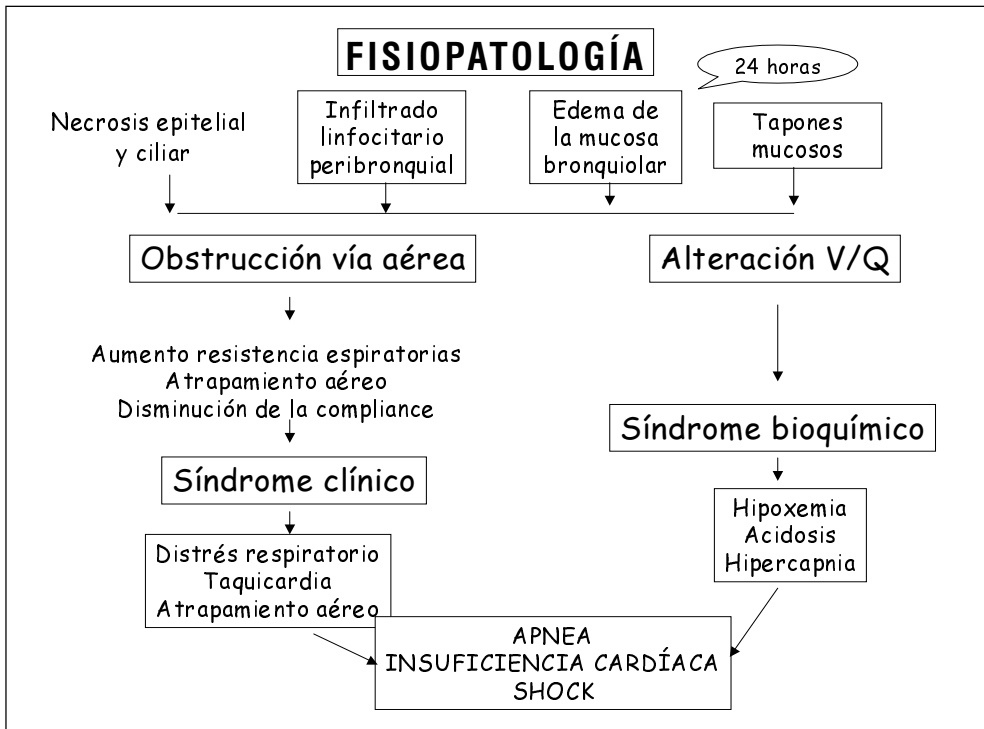 FISIOPATOLOGÍA
24 horas
Necrosis epitelial
y ciliar
Infiltrado
linfocitario
peribronquial
Edema de
la mucosa
bronquiolar
Tapones
mucosos
Obstrucción vía aérea
Alteración V/Q
Aumento resistencia espiratorias
Atrapamiento aéreo
Disminución de la compliance
Síndrome bioquímico
Síndrome clínico
Hipoxemia
Acidosis
Hipercapnia
Distrés respiratorio
Taquicardia
Atrapamiento aéreo
APNEA
INSUFICIENCIA CARDÍACA
SHOCK